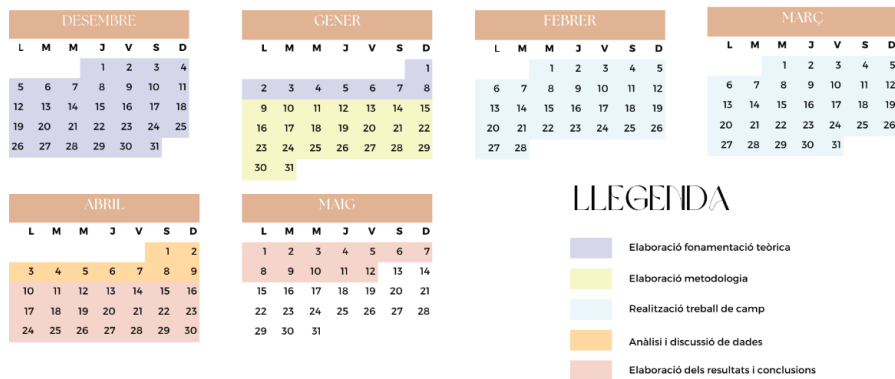 DESEMBRE
L M M J V S D
1 2 3 4
5 6 7 8 9 10 11
12 13 14 15 16 17 18
19 20 21 22 23 24 25
26 27 28 29 30 31
GENER
L M M J V S D
1
2 3 4 5 6 7 8
9 10 11 12 13 14 15
16 17 18 19 20 21 22
23 24 25 26 27 28 29
30 31
FEBRER
L M M J V S D
1 2 3 4 5
6 7 8 9 10 11 12
13 14 15 16 17 18 19
20 21 22 23 24 25 26
27 28
MARÇ
L M M J V S D
1 2 3 4 5
6 7 8 9 10 11 12
13 14 15 16 17 18 19
20 21 22 23 24 25 26
27 28 29 30 31
ABRIL
L M M J V S D
1 2
3 4 5 6 7 8 9
10 11 12 13 14 15 16
17 18 19 20 21 22 23
24 25 26 27 28 29 30
MAIG
L M M J V S D
1 2 3 4 5 6 7
8 9 10 11 12 13 14
15 16 17 18 19 20 21
22 23 24 25 26 27 28
29 30 31
LLEGENDA
Elaboració fonamentació teòrica
Elaboració metodologia
Realització treball de camp
Anàlisi i discussió de dades
Elaboració dels resultats i conclusions